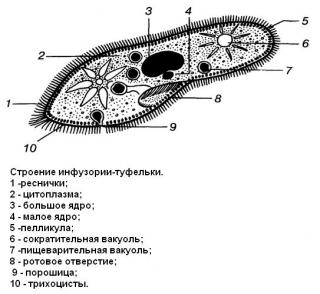 3 4
5
2
6
7
1
8
10
9
Строение инфузории-туфельки.
1 -реснички;
2 - цитоплазма;
3 - большое ядро;
4 - малое ядро;
5 -пелликула;
6 - сократительная вакуоль;
7 -пищеварительная вакуоль;
8 - ротовое отверстие;
9 - порошица;
10 - трихоцисты.